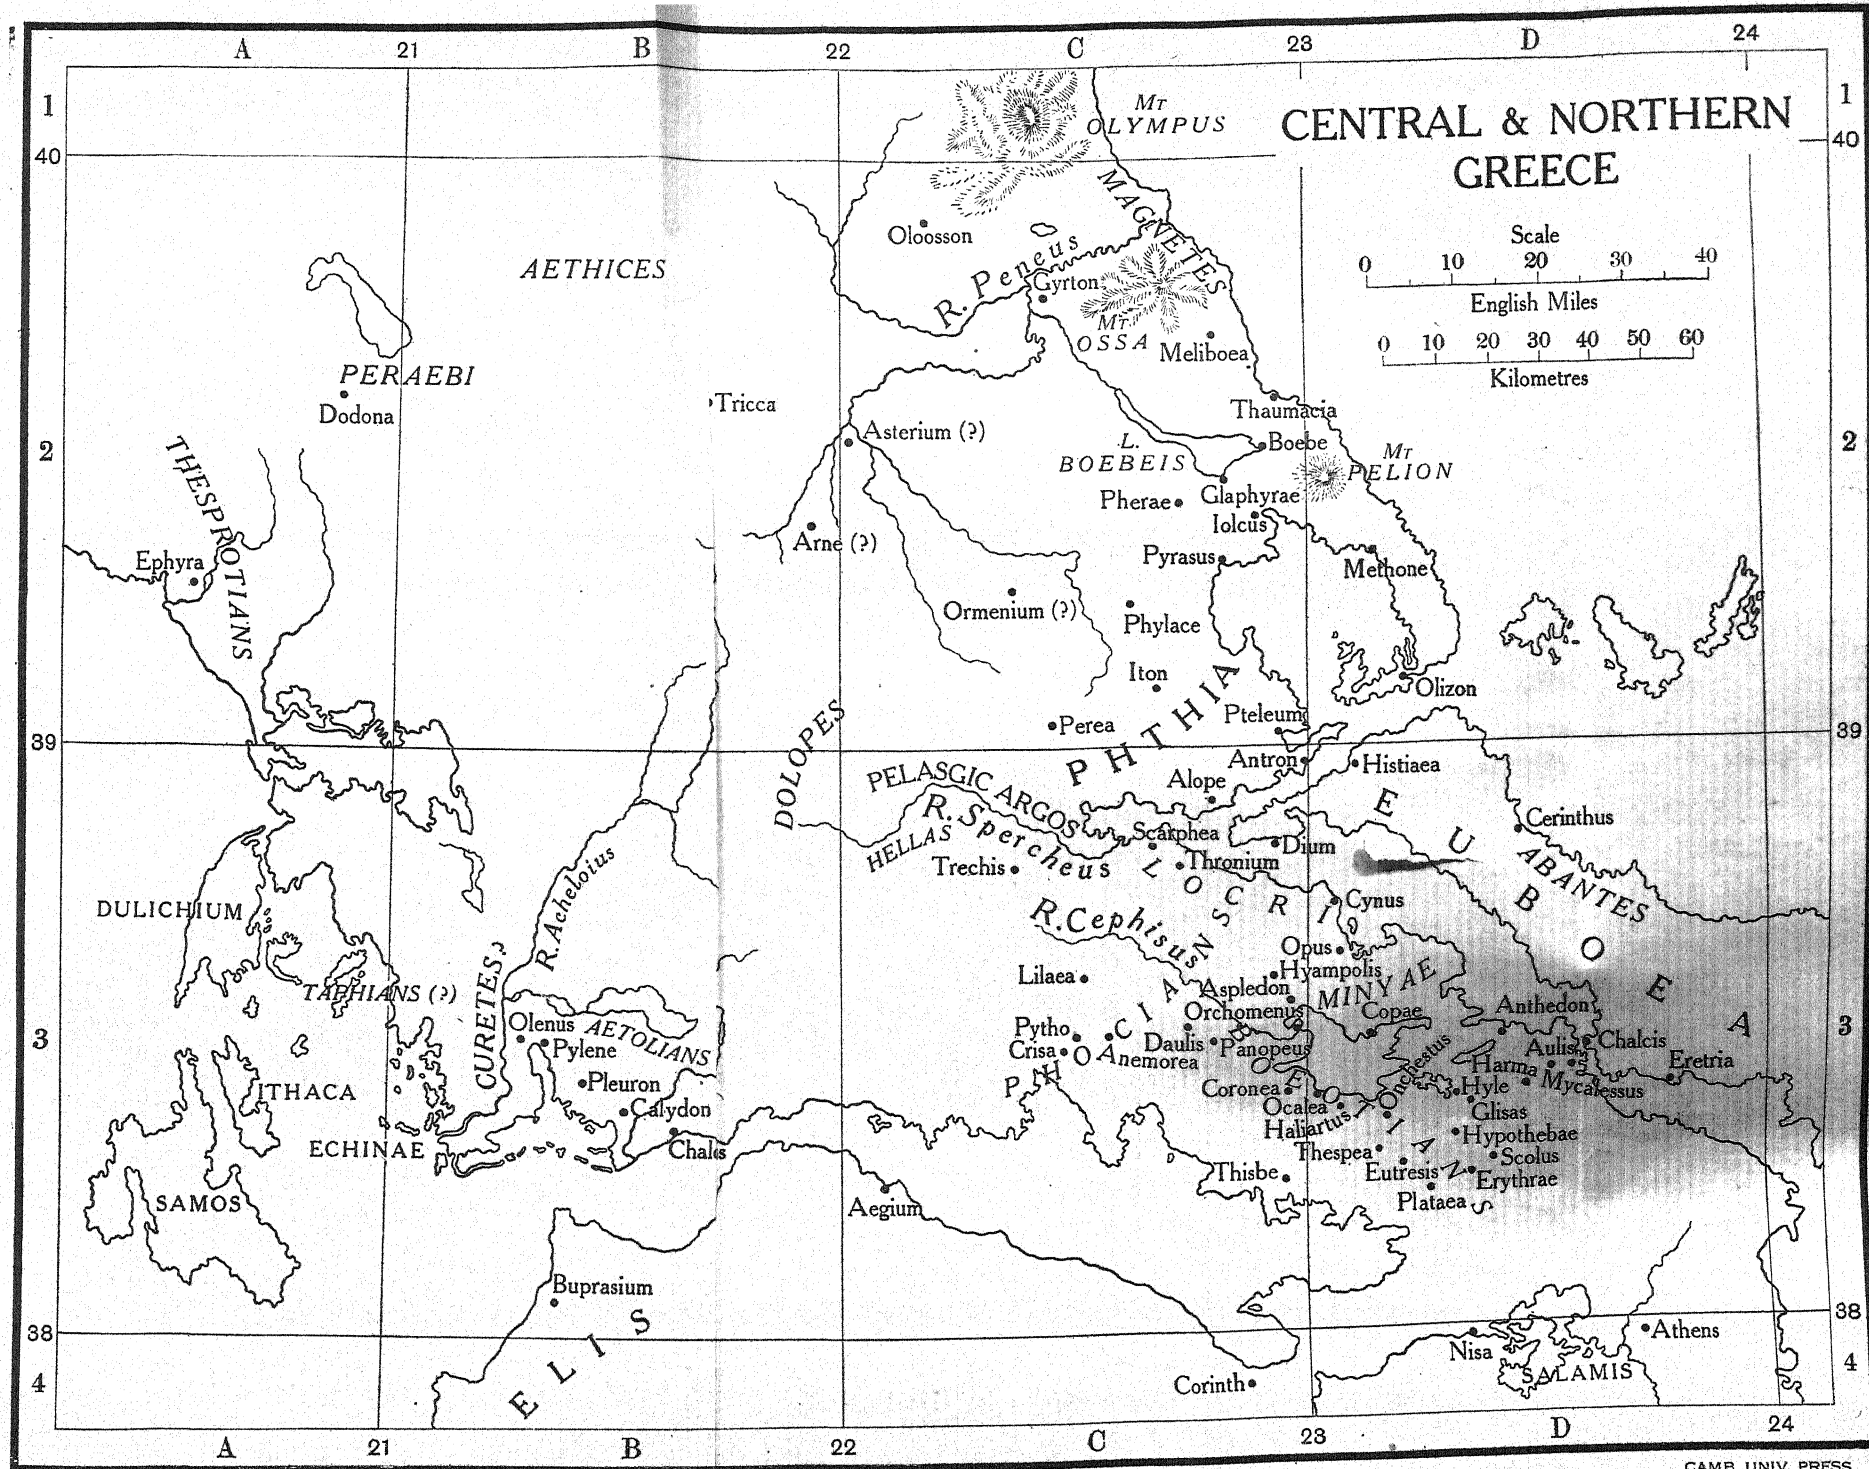 A 21 B 22 C 23 D 24
1
1
40
40
CENTRAL & NORTHERN
GREECE
Scale
0 10 20 30 40
English Miles
0 10 20 30 40 50 60
Kilometres
MT
OLYMPUS
MAGNETES
Oloosson
R. Peneus
Gyrton
AETHICES
MT
OSSA
Meliboea
PERAEBI
Dodona
Tricca
Thaumacia
Asterium (?)
Boebe
2
2
L.
BOEBEIS
MT
PELION
THESPROTIANS
Pherae
Glaphyrae
Iolcus
Arne (?)
Ephyra
Pyrasus
Methone
Ormenium (?)
Phylace
Iton
Olizon
PHTHIA
Pteleum
Perea
39
39
DOLOPES
Antron
Histiaea
PELASGIC ARGOS
Alope
R. Spercheus
HELLAS
Scarphea
Cerinthus
Trechis
Thronium
Dium
EUBOEA
ABANTES
LOCRIANS
R. Acheloius
DULICHIUM
R. Cephisus
Cynus
Opus
Hyampolis
Lilaea
Aspledon
MINYAE
TAPHIANS (?)
CURETES?
Orchomenus
Copae
Anthedon
Olenus
AETOLIANS
Pylene
Pytho
Crisa
PHOCIANS
Anemorea
Daulis
Panopeus
BOEOTIANS
Onchestus
Aulis
Chalcis
3
3
Harma
Mycalessus
Eretria
Pleuron
Coronea
Hyle
ITHACA
Calydon
Ocalea
Glisas
Haliartus
Hypothebae
ECHINAE
Chalcis
Thespea
Scolus
Thisbe
Eutresis
Erythrae
SAMOS
Plataea
Aegium
Buprasium
ELIS
38
38
Nisa
Athens
SALAMIS
4
4
Corinth
A 21 B 22 C 23 D 24
CAMB. UNIV. PRESS